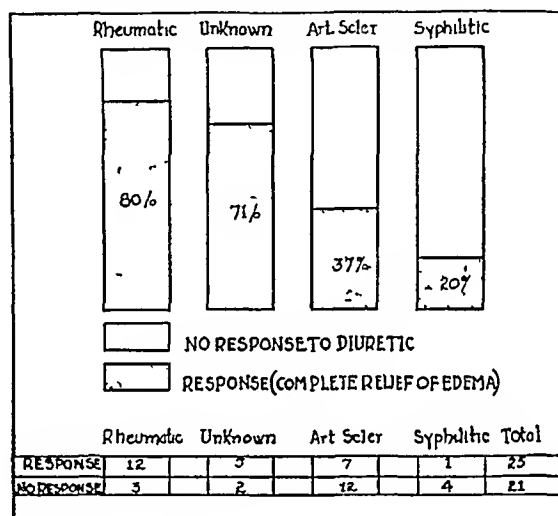 Rheumatic Unknown Art Scler Syphilitic
80%
71%
37%
20%
NO RESPONSE TO DIURETIC
RESPONSE (COMPLETE RELIEF OF EDEMA)
Rheumatic Unknown Art Scler Syphilitic Total
RESPONSE 12 5 7 1 25
NO RESPONSE 3 2 12 4 21